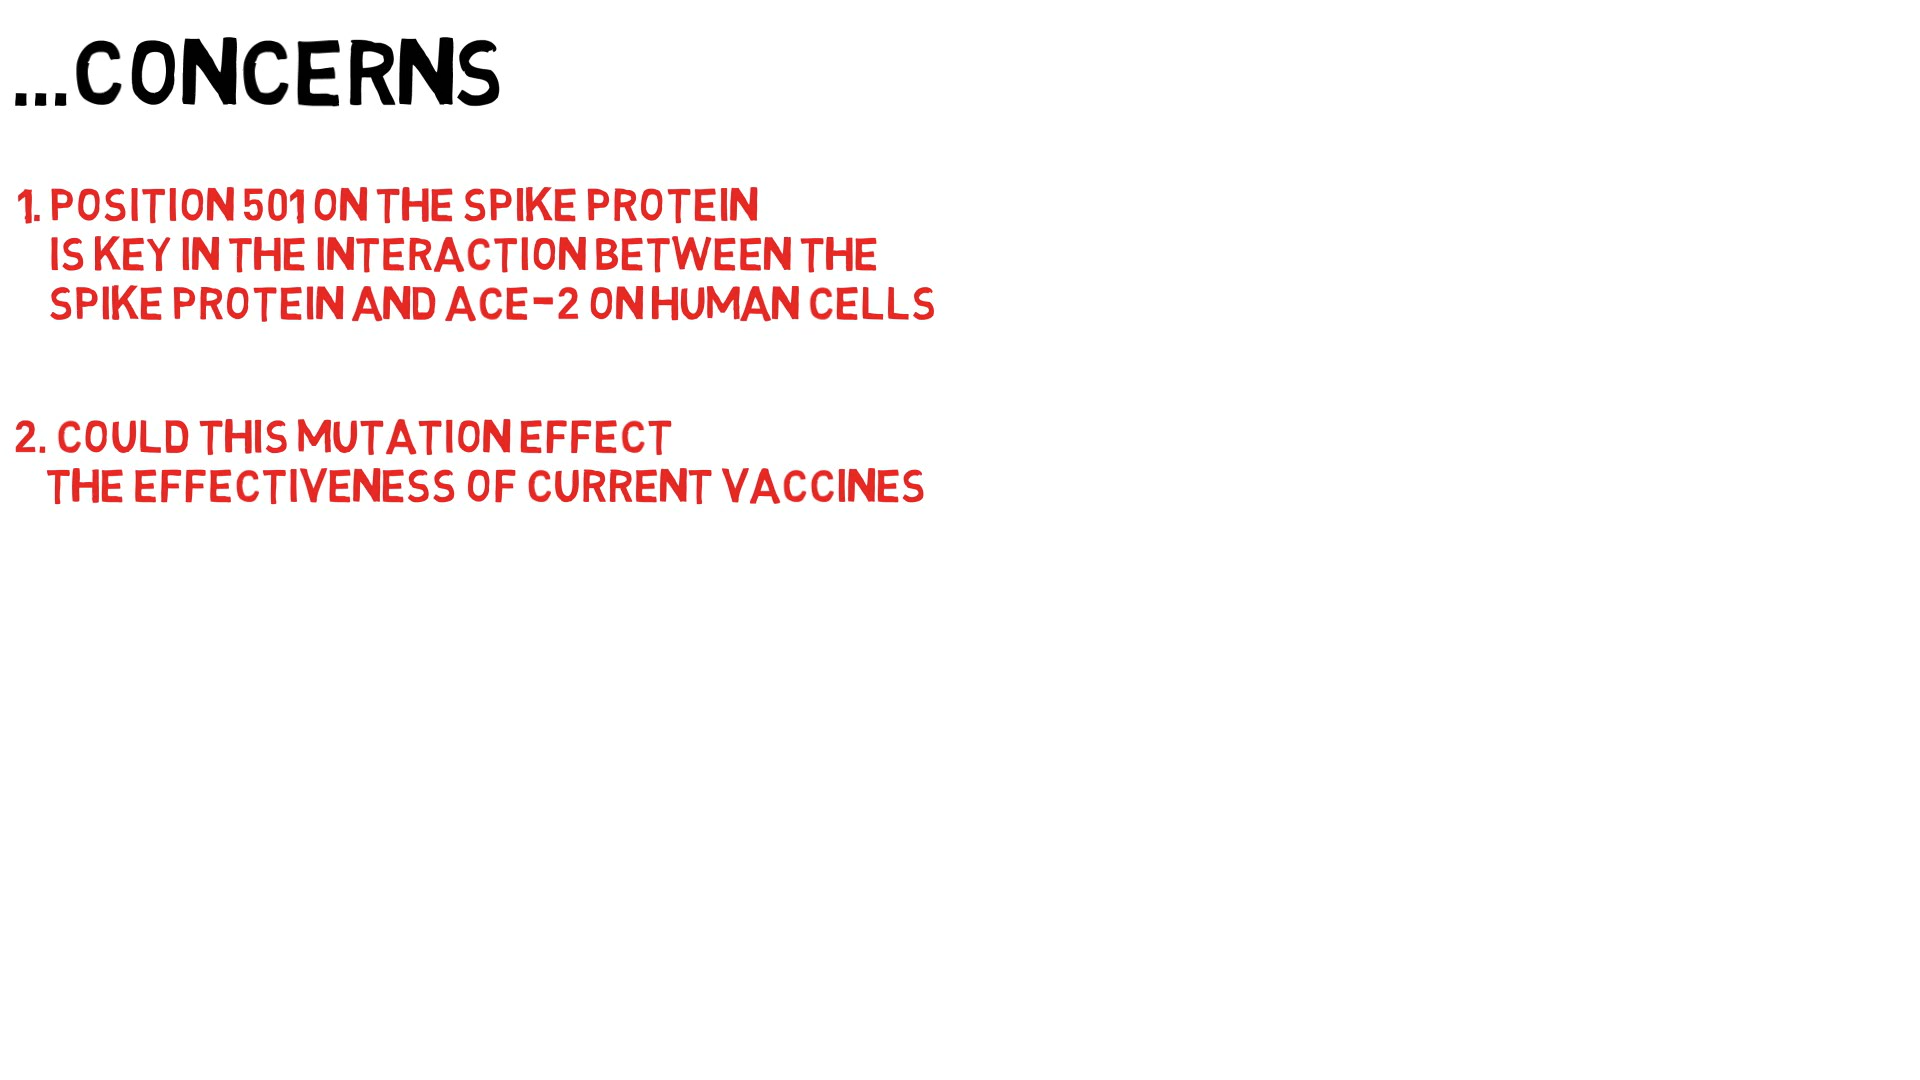 ...CONCERNS
1. POSITION 501 ON THE SPIKE PROTEIN
IS KEY IN THE INTERACTION BETWEEN THE
SPIKE PROTEIN AND ACE-2 ON HUMAN CELLS
2. COULD THIS MUTATION EFFECT
THE EFFECTIVENESS OF CURRENT VACCINES